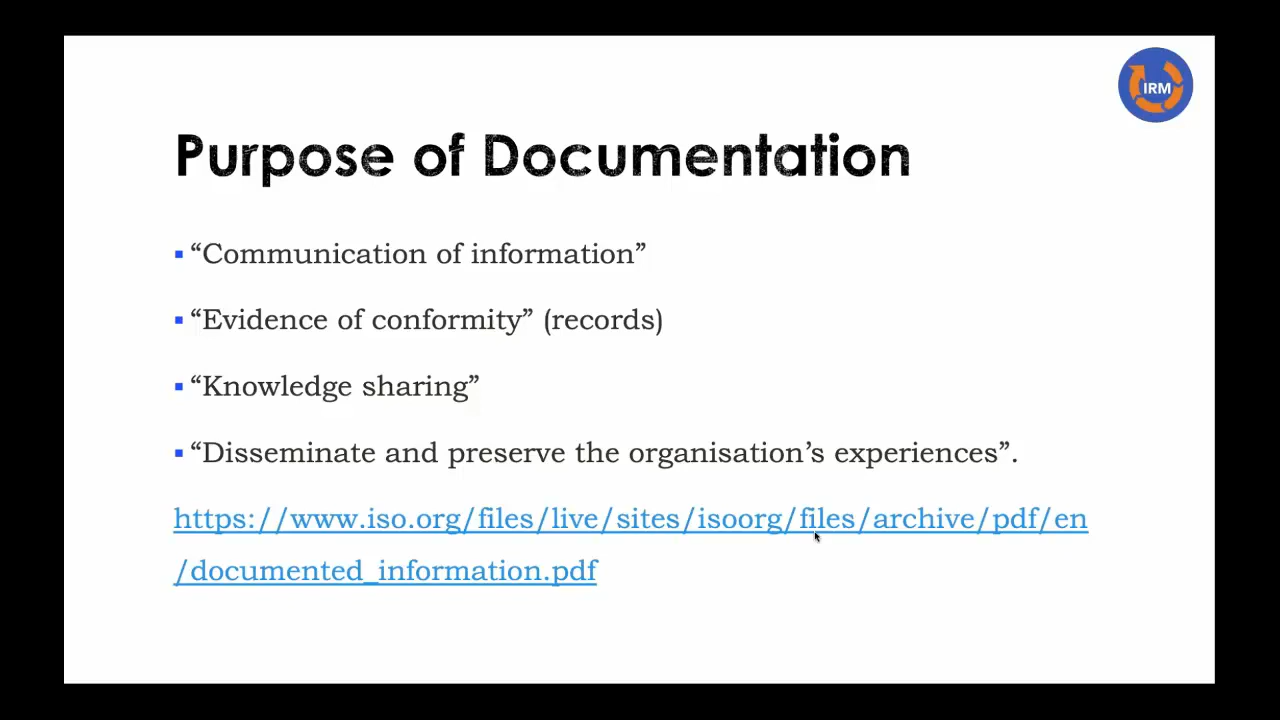 IRM
Purpose of Documentation
▪ “Communication of information”
▪ “Evidence of conformity” (records)
▪ “Knowledge sharing”
▪ “Disseminate and preserve the organisation’s experiences”.
https://www.iso.org/files/live/sites/isoorg/files/archive/pdf/en
/documented_information.pdf